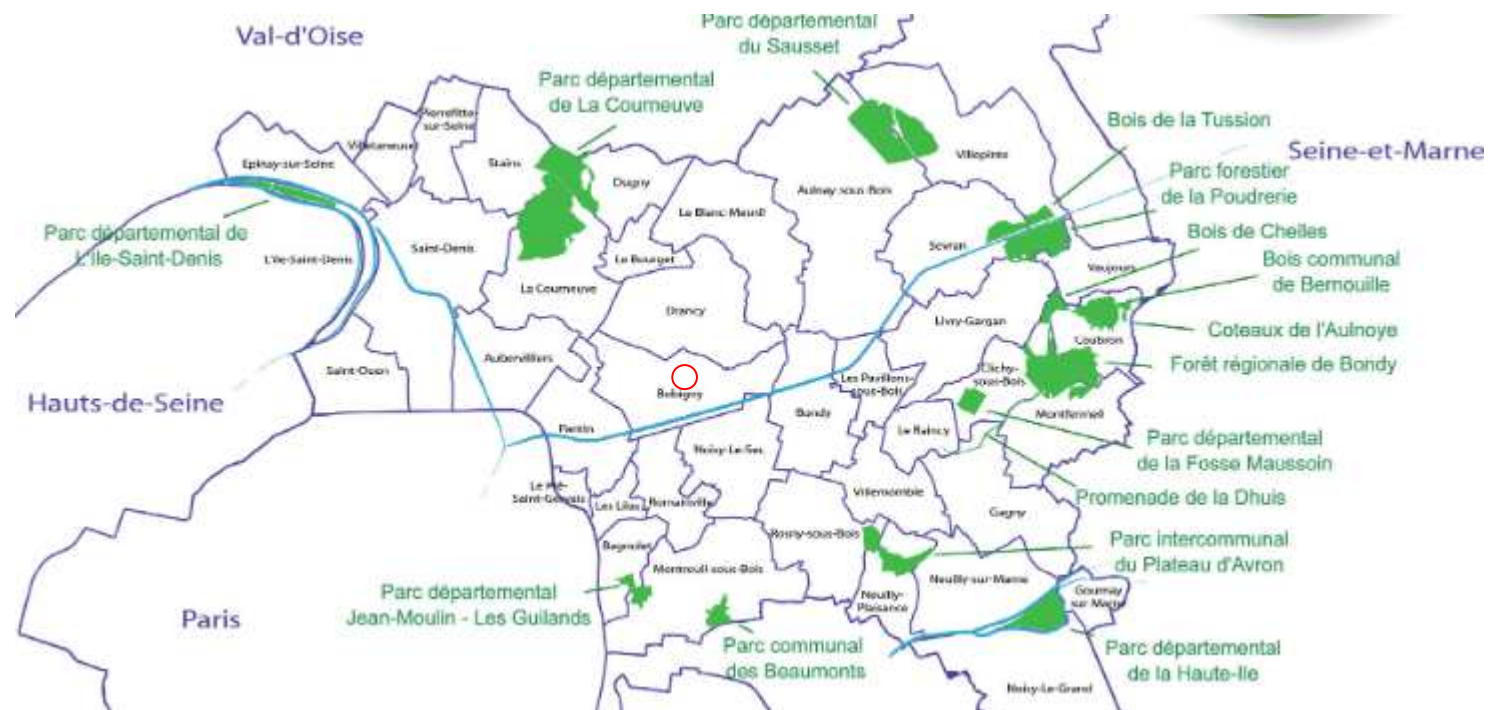 Parc départemental
du Sausset
Val-d'Oise
Parc départemental
de La Courneuve
Pierrefitte-
sur-Seine
Villetaneuse
Epinay-sur-Seine
Stains
Dugny
Villepinte
Bois de la Tussion
Seine-et-Marne
Parc forestier
de la Poudrerie
Aulnay-sous-Bois
Le Blanc-Mesnil
Parc départemental de
L'Ile-Saint-Denis
L'Ile-Saint-Denis
Saint-Denis
Le Bourget
Sevran
Bois de Chelles
Vaujours
Bois communal
de Bernouille
La Courneuve
Drancy
Livry-Gargan
Coteaux de l'Aulnoye
Coubron
Aubervilliers
Saint-Ouen
Forêt régionale de Bondy
Clichy-
sous-Bois
Les Pavillons-
sous-Bois
Hauts-de-Seine
Bobigny
Bondy
Montfermeil
Pantin
Le Raincy
Parc départemental
de la Fosse Maussoin
Noisy-Le-Sec
Le Pré-
Saint-Gervais
Les Lilas
Romainville
Villemomble
Promenade de la Dhuis
Gagny
Rosny-sous-Bois
Bagnolet
Parc intercommunal
du Plateau d'Avron
Montreuil-sous-Bois
Neuilly-sur-Marne
Parc départemental
Jean-Moulin - Les Guilands
Neuilly-
Plaisance
Gournay
sur Marne
Paris
Parc communal
des Beaumonts
Parc départemental
de la Haute-Ile
Noisy-Le-Grand